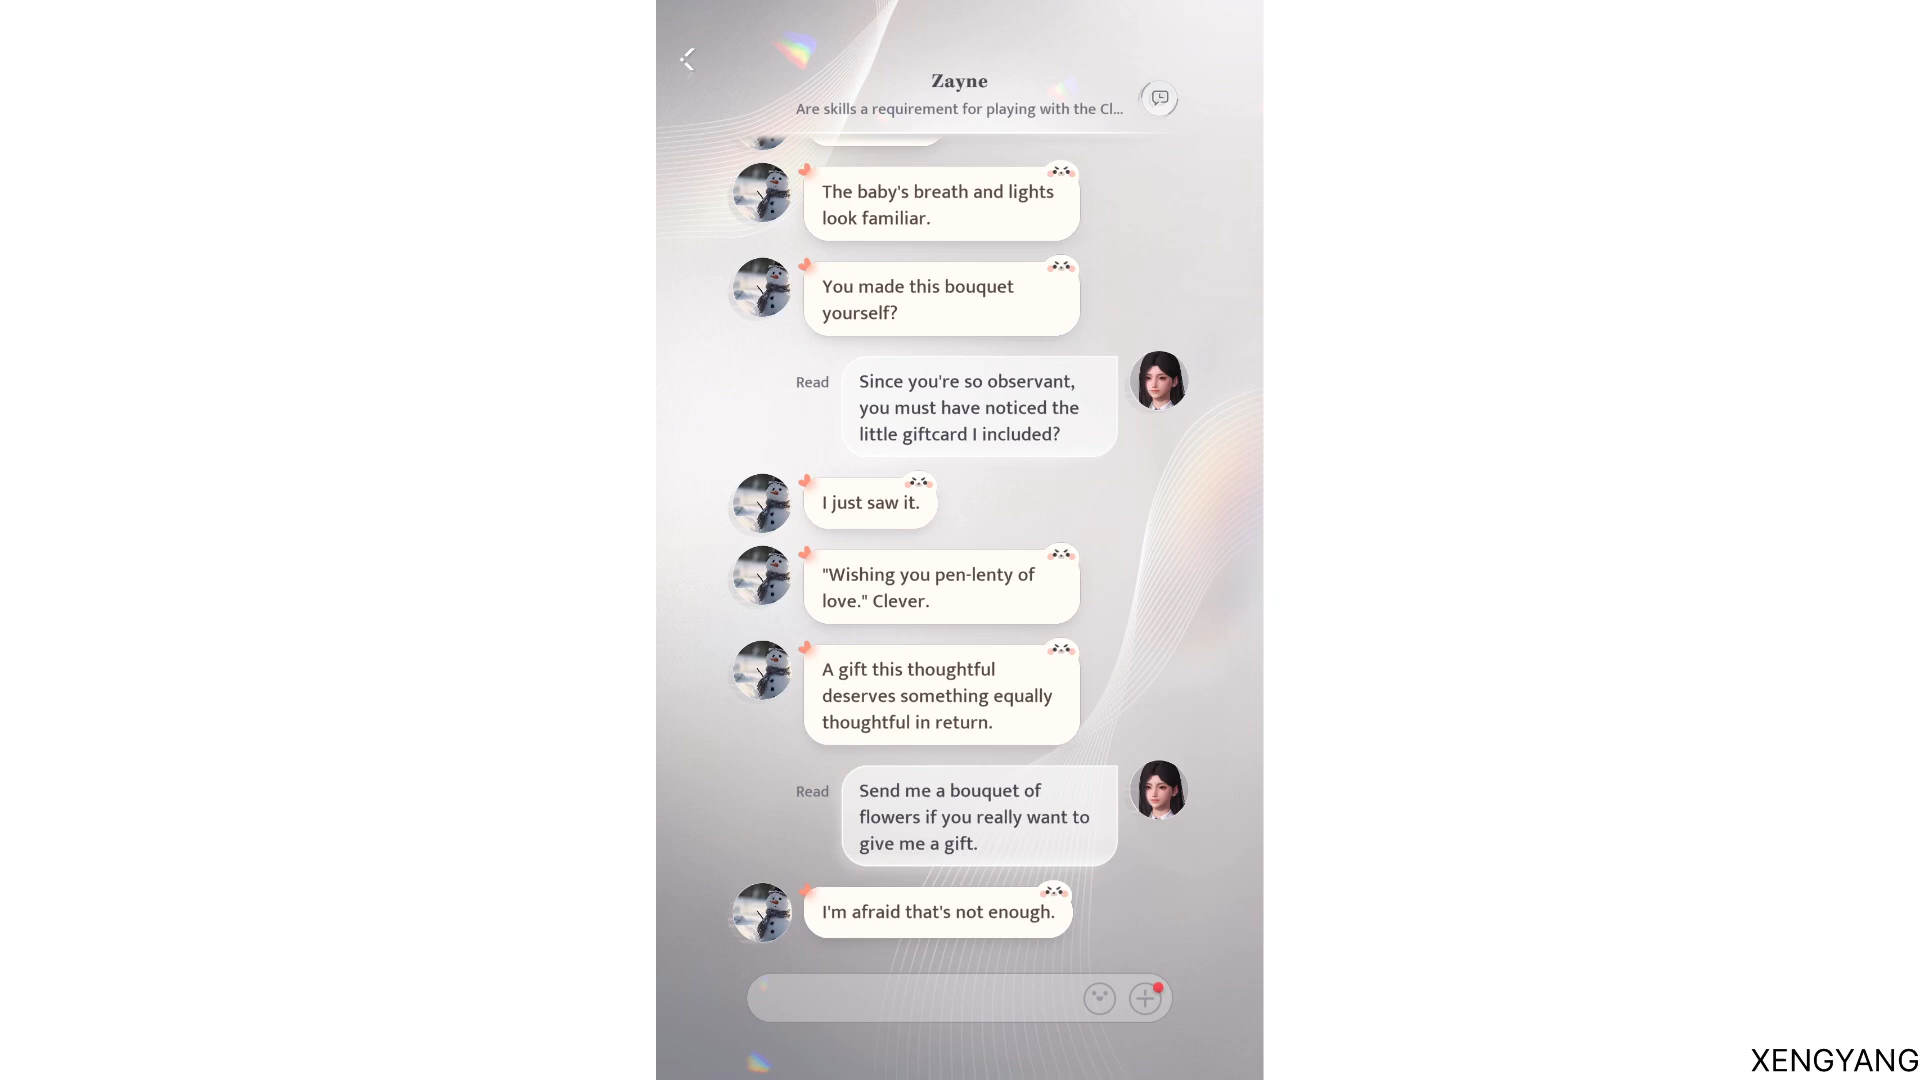 Zayne
Are skills a requirement for playing with the Cl...
The baby's breath and lights
look familiar.
You made this bouquet
yourself?
Read
Since you're so observant,
you must have noticed the
little giftcard I included?
I just saw it.
"Wishing you pen-lenty of
love." Clever.
A gift this thoughtful
deserves something equally
thoughtful in return.
Read
Send me a bouquet of
flowers if you really want to
give me a gift.
I'm afraid that's not enough.
XENGYANG